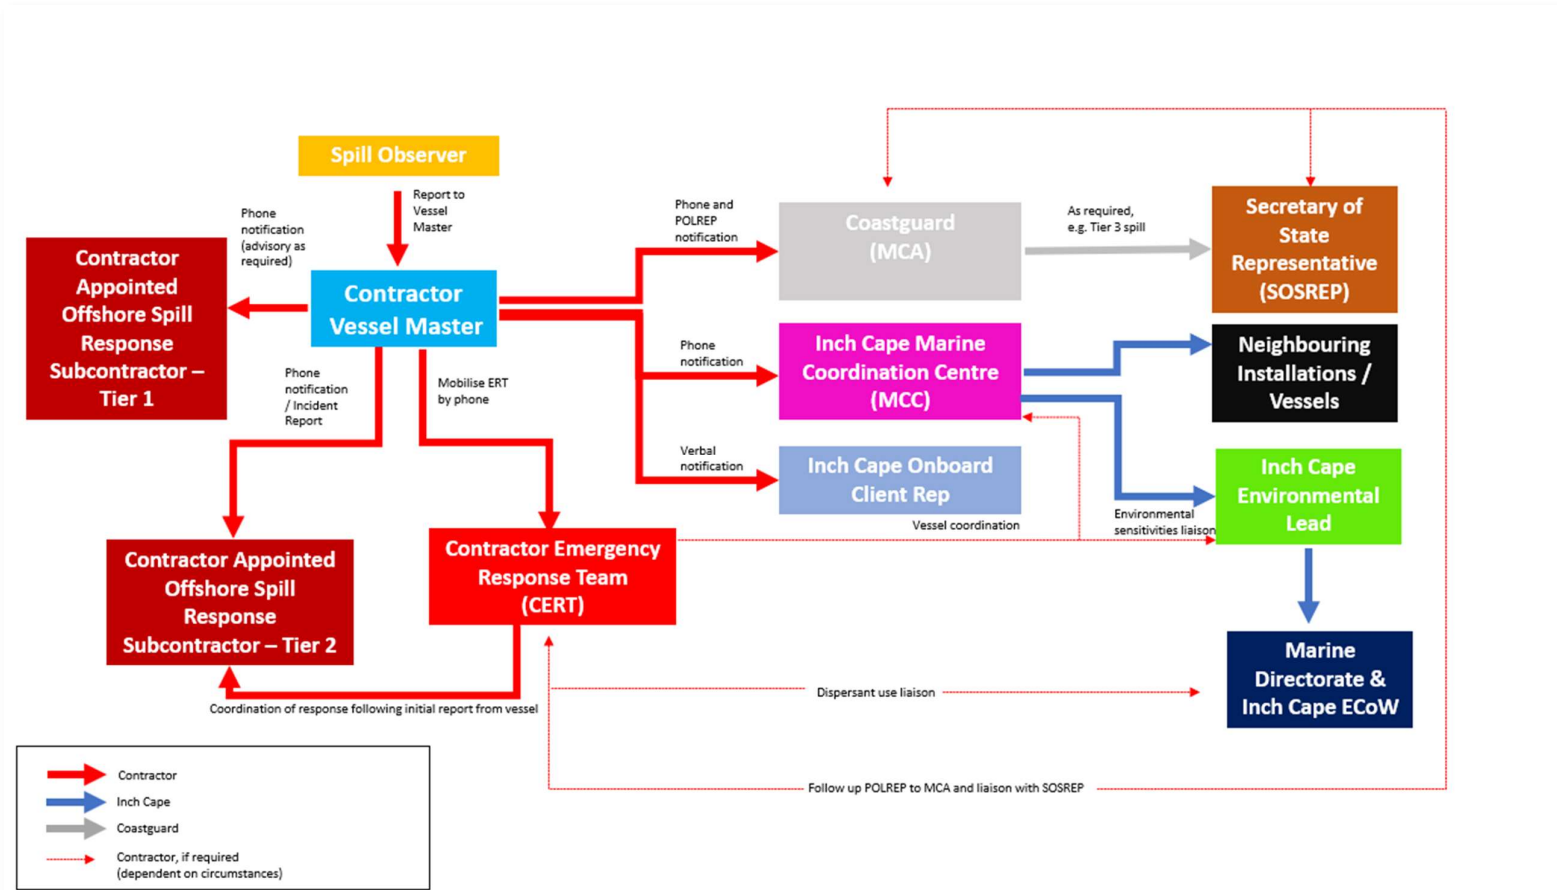 Spill Observer
Report to
Vessel
Master
Phone
notification
(advisory as
required)
Contractor
Appointed
Offshore Spill
Response
Subcontractor –
Tier 1
Contractor
Vessel Master
Phone and
POLREP
notification
Coastguard
(MCA)
As required,
e.g. Tier 3 spill
Secretary of
State
Representative
(SOSREP)
Phone
notification
/ Incident
Report
Mobilise ERT
by phone
Phone
notification
Inch Cape Marine
Coordination Centre
(MCC)
Neighbouring
Installations /
Vessels
Verbal
notification
Inch Cape Onboard
Client Rep
Inch Cape
Environmental
Lead
Vessel coordination
Environmental
sensitivities liaison
Contractor Appointed
Offshore Spill
Response
Subcontractor – Tier 2
Contractor Emergency
Response Team
(CERT)
Marine
Directorate &
Inch Cape ECoW
Dispersant use liaison
Coordination of response following initial report from vessel
Follow up POLREP to MCA and liaison with SOSREP
Contractor
Inch Cape
Coastguard
Contractor, if required
(dependent on circumstances)